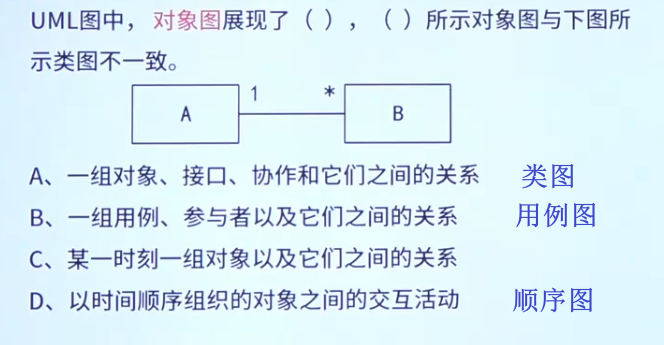 UML图中，对象图展现了（ ），（ ）所示对象图与下图所
示类图不一致。
A 1 * B
A、一组对象、接口、协作和它们之间的关系 类图
B、一组用例、参与者以及它们之间的关系 用例图
C、某一时刻一组对象以及它们之间的关系
D、以时间顺序组织的对象之间的交互活动 顺序图